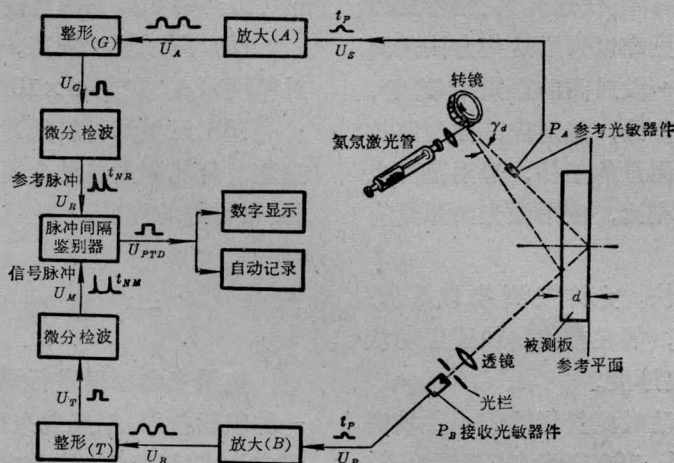 整形(G)
U_A
放大(A)
t_P
U_S
U_G
微分检波
参考脉冲
t_NR
U_R
脉冲间隔
鉴别器
U_PTD
数字显示
自动记录
信号脉冲
U_M
t_NM
微分检波
U_T
整形(T)
U_B
放大(B)
t_P
U_P
转镜
氦氖激光管
γ_d
P_A 参考光敏器件
d
被测板
参考平面
透镜
光栏
P_B 接收光敏器件